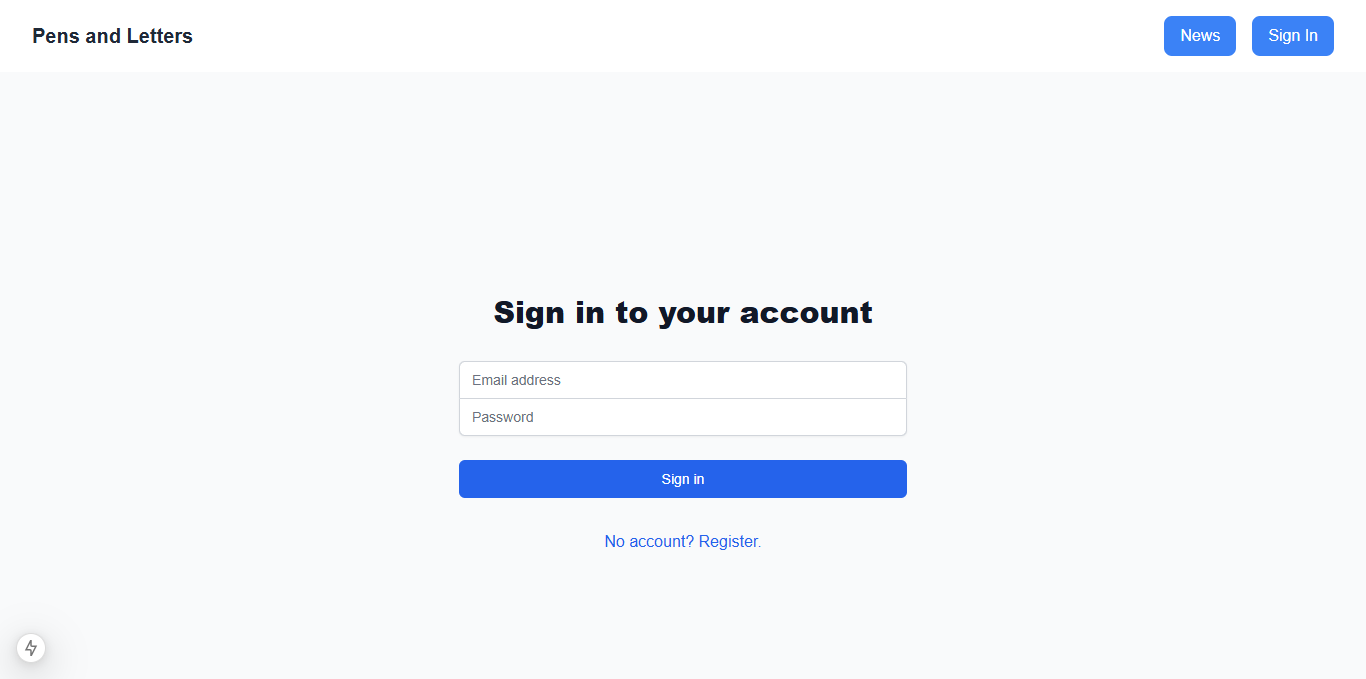 Pens and Letters
News
Sign In
Sign in to your account
Email address
Password
Sign in
No account? Register.